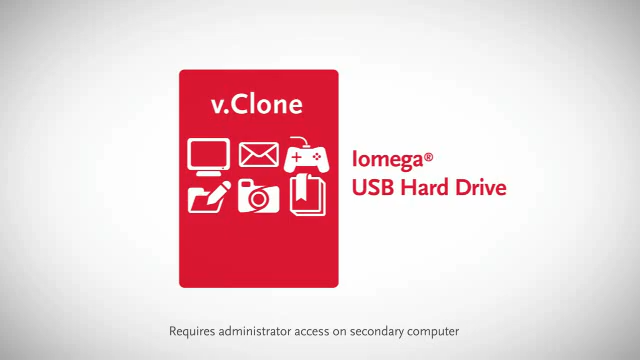 v.Clone
Iomega®
USB Hard Drive
Requires administrator access on secondary computer